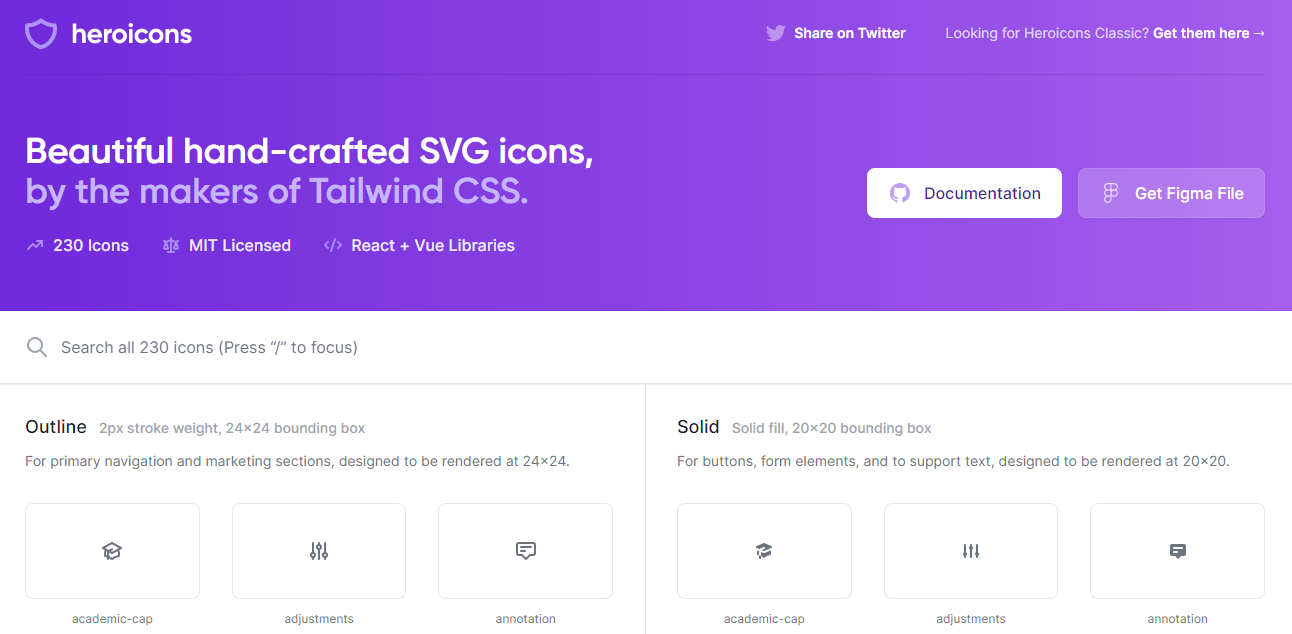 heroicons
Share on Twitter
Looking for Heroicons Classic? Get them here →
Beautiful hand-crafted SVG icons,
by the makers of Tailwind CSS.
Documentation
Get Figma File
230 Icons
MIT Licensed
React + Vue Libraries
Search all 230 icons (Press “/” to focus)
Outline 2px stroke weight, 24×24 bounding box
For primary navigation and marketing sections, designed to be rendered at 24×24.
academic-cap
adjustments
annotation
Solid Solid fill, 20×20 bounding box
For buttons, form elements, and to support text, designed to be rendered at 20×20.
academic-cap
adjustments
annotation